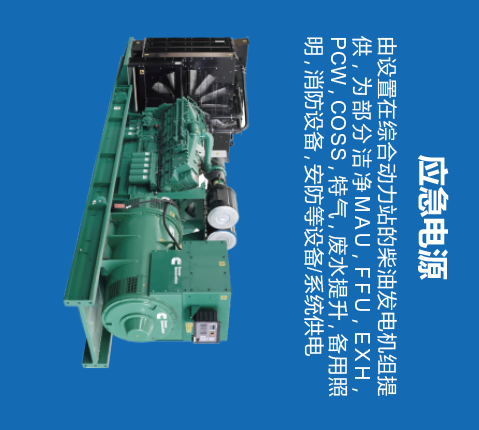 应急电源
由设置在综合动力站的柴油发电机组提
供,为部分洁净MAU,FFU,EXH,
PCW,COSS,特气,废水提升,备用照
明,消防设备,安防等设备/系统供电